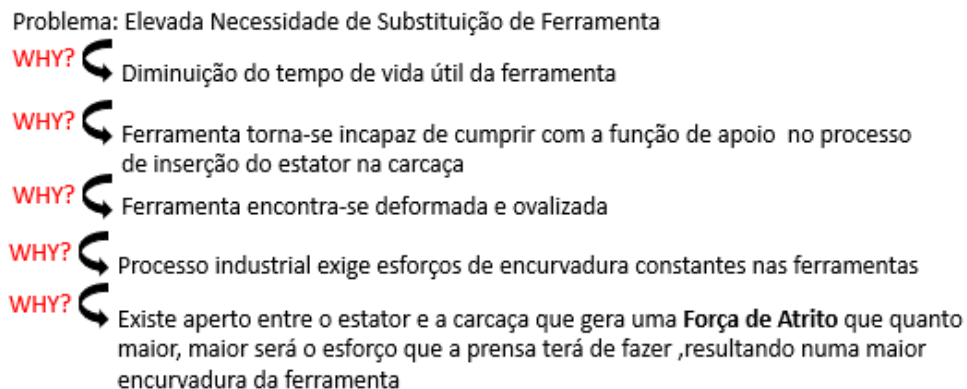 Problema: Elevada Necessidade de Substituição de Ferramenta
WHY? Diminuição do tempo de vida útil da ferramenta
WHY? Ferramenta torna-se incapaz de cumprir com a função de apoio no processo
de inserção do estator na carcaça
WHY? Ferramenta encontra-se deformada e ovalizada
WHY? Processo industrial exige esforços de encurvadura constantes nas ferramentas
WHY? Existe aperto entre o estator e a carcaça que gera uma Força de Atrito que quanto
maior, maior será o esforço que a prensa terá de fazer ,resultando numa maior
encurvadura da ferramenta